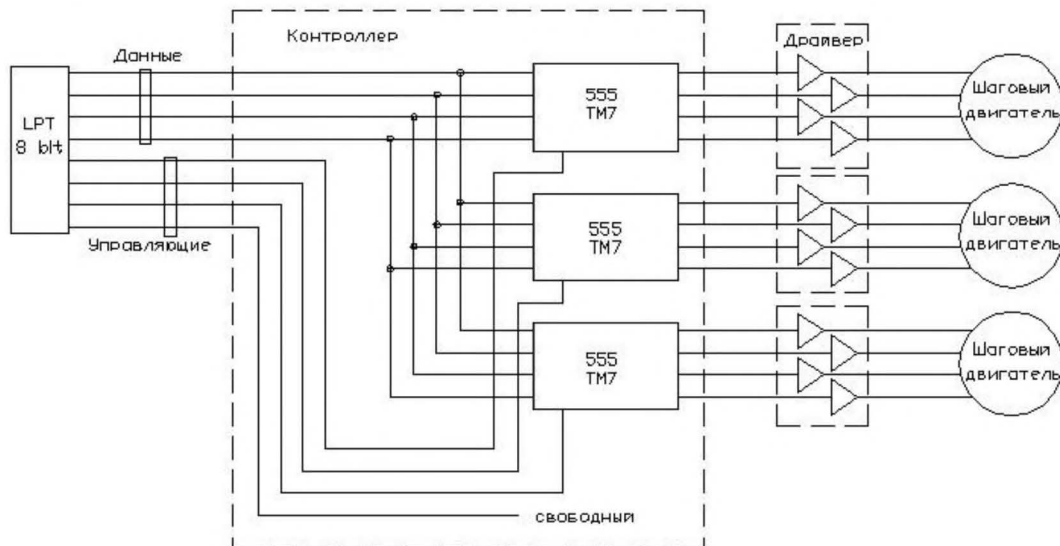 Контроллер
Драйвер
Данные
LPT
8 bit
Управляющие
555
ТМ7
555
ТМ7
555
ТМ7
Шаговый
двигатель
Шаговый
двигатель
Шаговый
двигатель
свободный